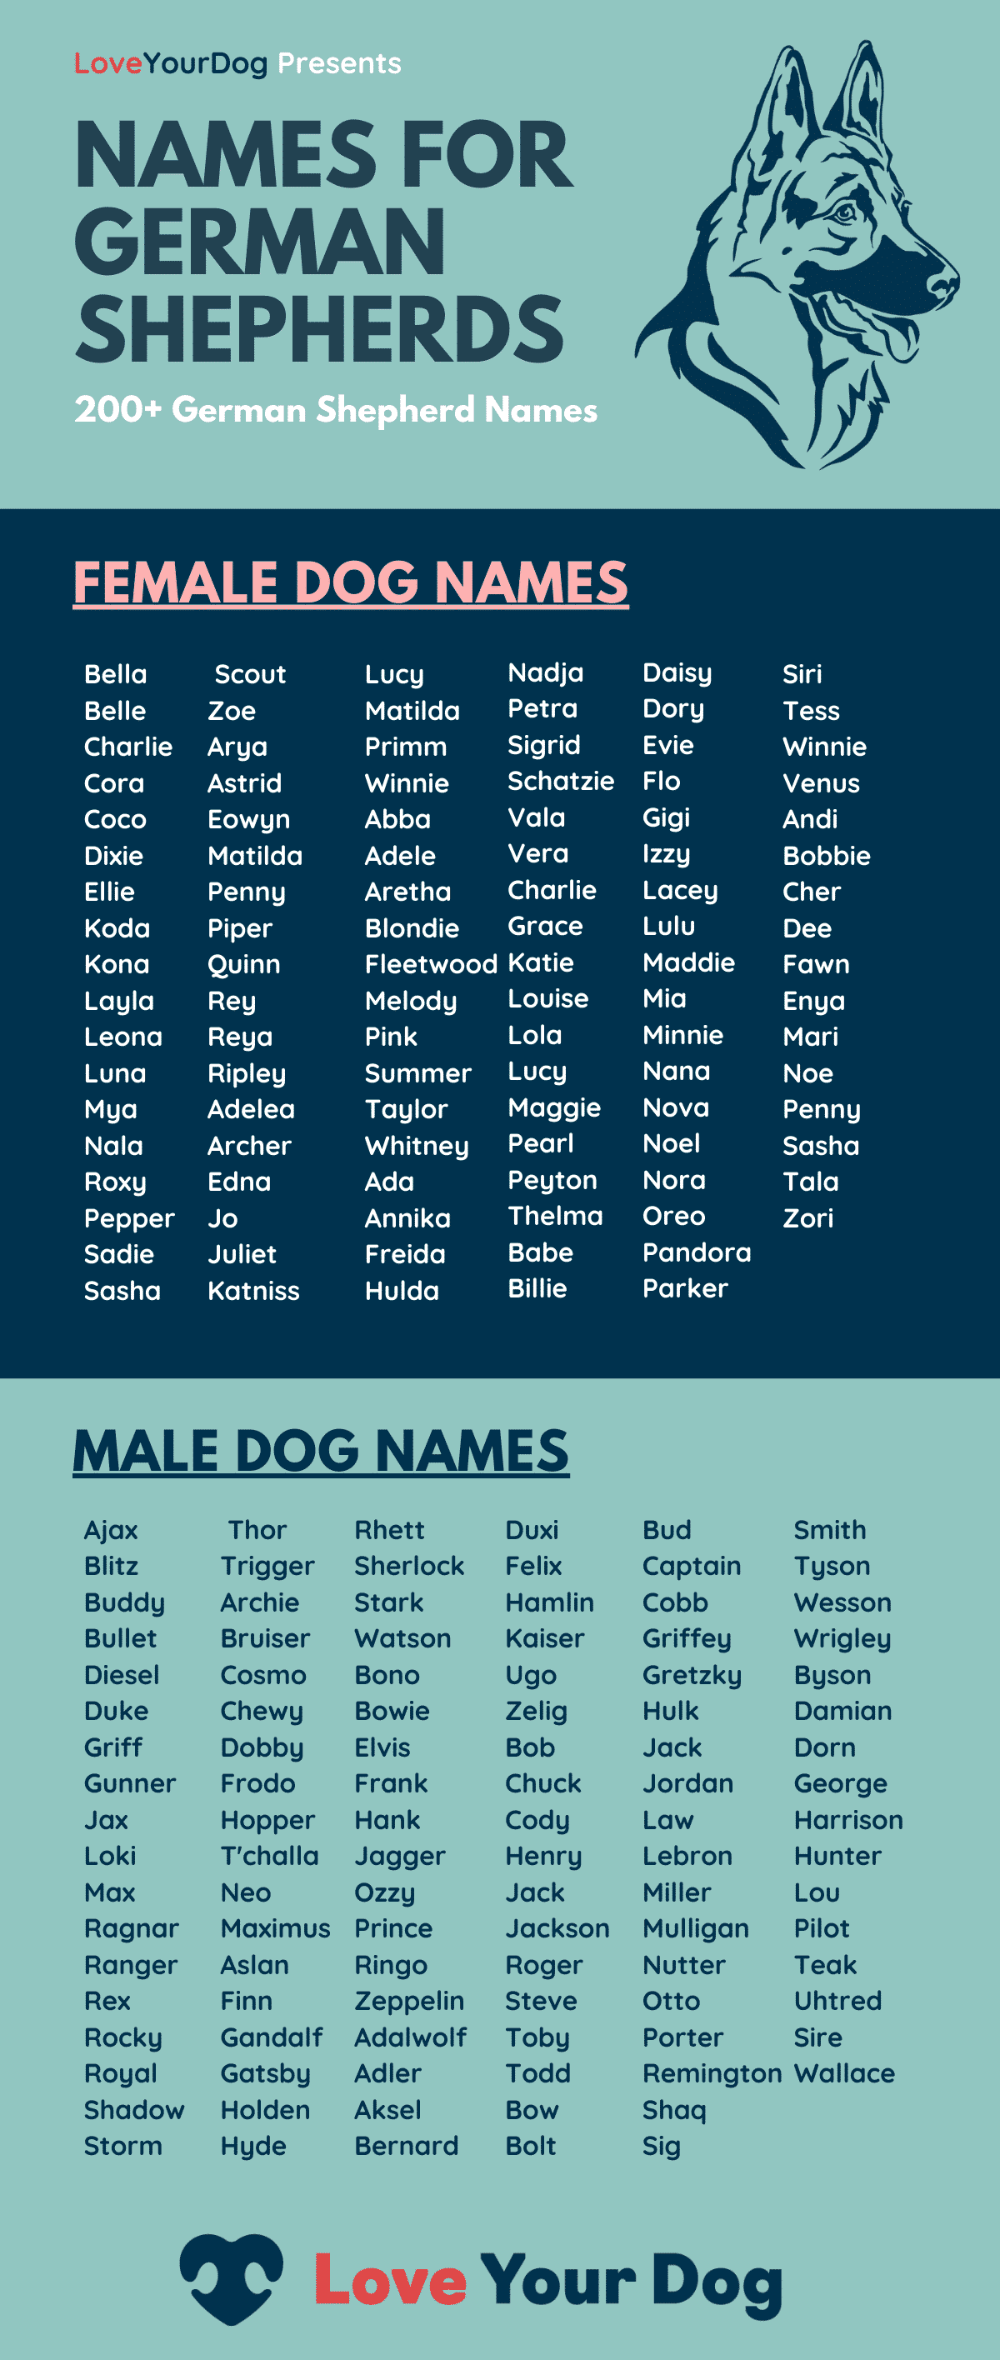 LoveYourDog Presents
NAMES FOR
GERMAN
SHEPHERDS
200+ German Shepherd Names
FEMALE DOG NAMES
Bella
Belle
Charlie
Cora
Coco
Dixie
Ellie
Koda
Kona
Layla
Leona
Luna
Mya
Nala
Roxy
Pepper
Sadie
Sasha
Scout
Zoe
Arya
Astrid
Eowyn
Matilda
Penny
Piper
Quinn
Rey
Reya
Ripley
Adelea
Archer
Edna
Jo
Juliet
Katniss
Lucy
Matilda
Primm
Winnie
Abba
Adele
Aretha
Blondie
Fleetwood
Melody
Pink
Summer
Taylor
Whitney
Ada
Annika
Freida
Hulda
Nadja
Petra
Sigrid
Schatzie
Vala
Vera
Charlie
Grace
Katie
Louise
Lola
Lucy
Maggie
Pearl
Peyton
Thelma
Babe
Billie
Daisy
Dory
Evie
Flo
Gigi
Izzy
Lacey
Lulu
Maddie
Mia
Minnie
Nana
Nova
Noel
Nora
Oreo
Pandora
Parker
Siri
Tess
Winnie
Venus
Andi
Bobbie
Cher
Dee
Fawn
Enya
Mari
Noe
Penny
Sasha
Tala
Zori
MALE DOG NAMES
Ajax
Blitz
Buddy
Bullet
Diesel
Duke
Griff
Gunner
Jax
Loki
Max
Ragnar
Ranger
Rex
Rocky
Royal
Shadow
Storm
Thor
Trigger
Archie
Bruiser
Cosmo
Chewy
Dobby
Frodo
Hopper
T'challa
Neo
Maximus
Aslan
Finn
Gandalf
Gatsby
Holden
Hyde
Rhett
Sherlock
Stark
Watson
Bono
Bowie
Elvis
Frank
Hank
Jagger
Ozzy
Prince
Ringo
Zeppelin
Adalwolf
Adler
Aksel
Bernard
Duxi
Felix
Hamlin
Kaiser
Ugo
Zelig
Bob
Chuck
Cody
Henry
Jack
Jackson
Roger
Steve
Toby
Todd
Bow
Bolt
Bud
Captain
Cobb
Griffey
Gretzky
Hulk
Jack
Jordan
Law
Lebron
Miller
Mulligan
Nutter
Otto
Porter
Remington
Shaq
Sig
Smith
Tyson
Wesson
Wrigley
Byson
Damian
Dorn
George
Harrison
Hunter
Lou
Pilot
Teak
Uhtred
Sire
Wallace
Love Your Dog